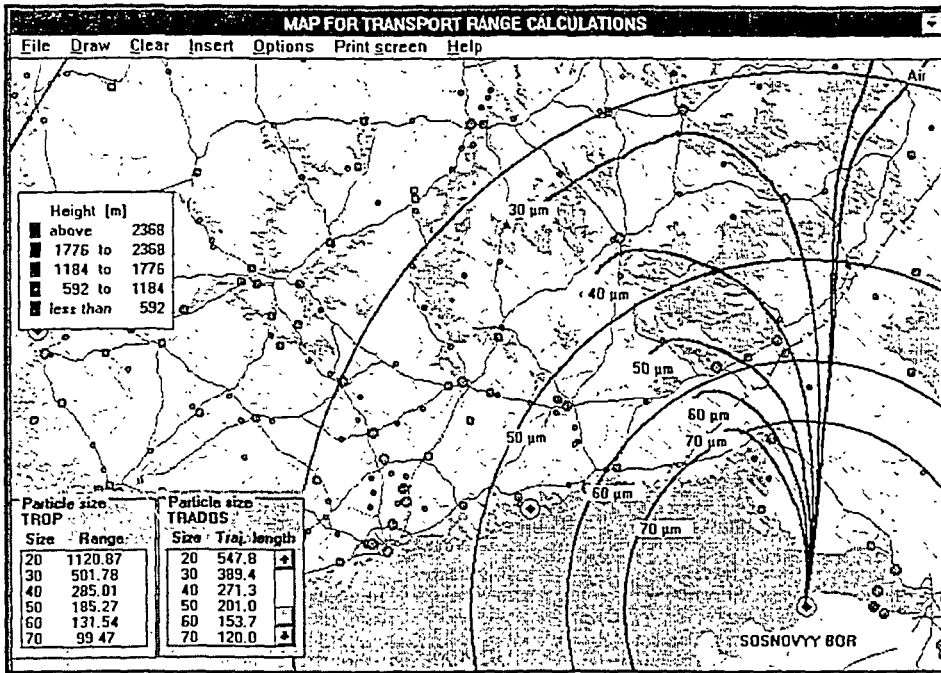 MAP FOR TRANSPORT RANGE CALCULATIONS
File Draw Clear Insert Options Print screen Help
Air
30 µm
Height [m]
above 2368
1776 to 2368
1184 to 1776
592 to 1184
less than 592
40 µm
50 µm
60 µm
50 µm
70 µm
60 µm
70 µm
Particle size
TROP
Size Range
20 1120.87
30 501.78
40 285.01
50 185.27
60 131.54
70 99.47
Particle size
TRADOS
Size Traj. length
20 547.8
30 389.4
40 271.3
50 201.0
60 153.7
70 120.0
SOSNOVYY BOR